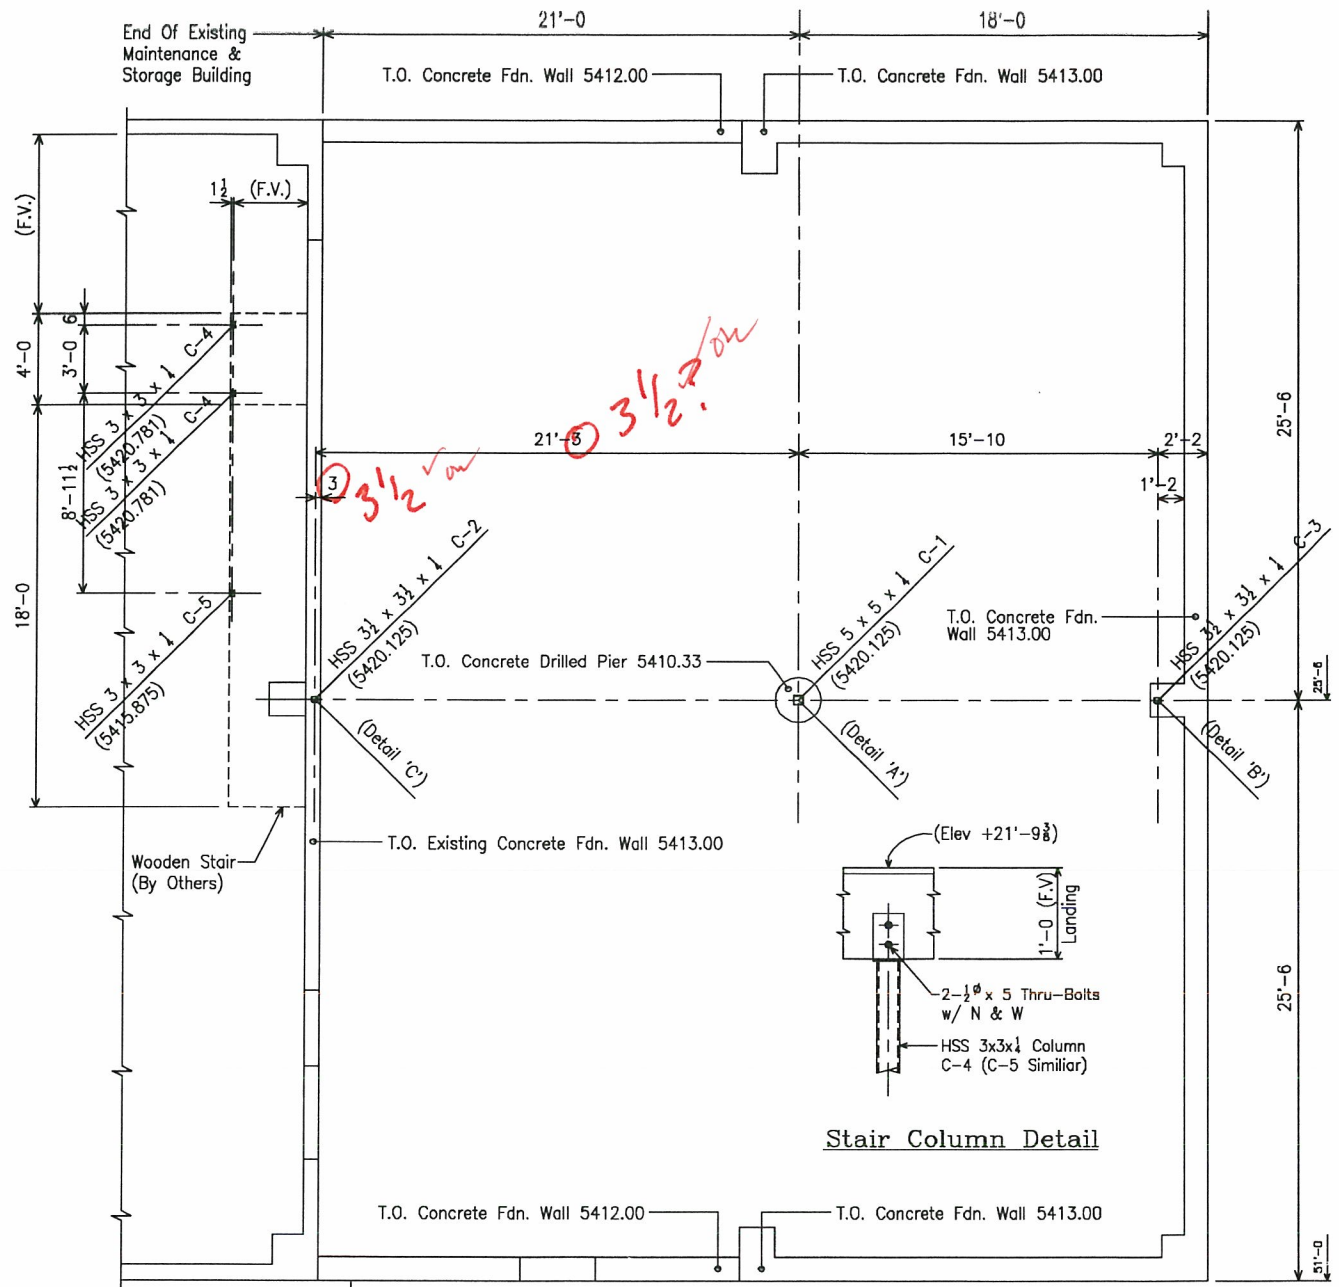 21'-0
18'-0
End Of Existing
Maintenance &
Storage Building
T.O. Concrete Fdn. Wall 5412.00
T.O. Concrete Fdn. Wall 5413.00
1½
(F.V.)
(F.V.)
6
4'-0
3'-0
HSS 3 x 3 x ¼ C-4
(5420.781)
HSS 3 x 3 x ¼ C-4
(5420.781)
8'-11½
18'-0
HSS 3 x 3 x ¼ C-5
(5415.875)
3 1/2 ? ✓ ok
21'-3
15'-10
2'-2
25'-6
3
3 1/2 ✓
1'-2
HSS 3½ x 3½ x ¼ C-2
(5420.125)
HSS 5 x 5 x ¼ C-1
(5420.125)
HSS 3½ x 3½ x ¼ C-3
(5420.125)
T.O. Concrete Fdn.
Wall 5413.00
T.O. Concrete Drilled Pier 5410.33
25'-6
(Detail 'C')
(Detail 'A')
(Detail 'B')
T.O. Existing Concrete Fdn. Wall 5413.00
Wooden Stair
(By Others)
(Elev +21'-9⅜)
1'-0 (F.V)
Landing
2-½ø x 5 Thru-Bolts
w/ N & W
HSS 3x3x¼ Column
C-4 (C-5 Similiar)
25'-6
Stair Column Detail
T.O. Concrete Fdn. Wall 5412.00
T.O. Concrete Fdn. Wall 5413.00
51'-0